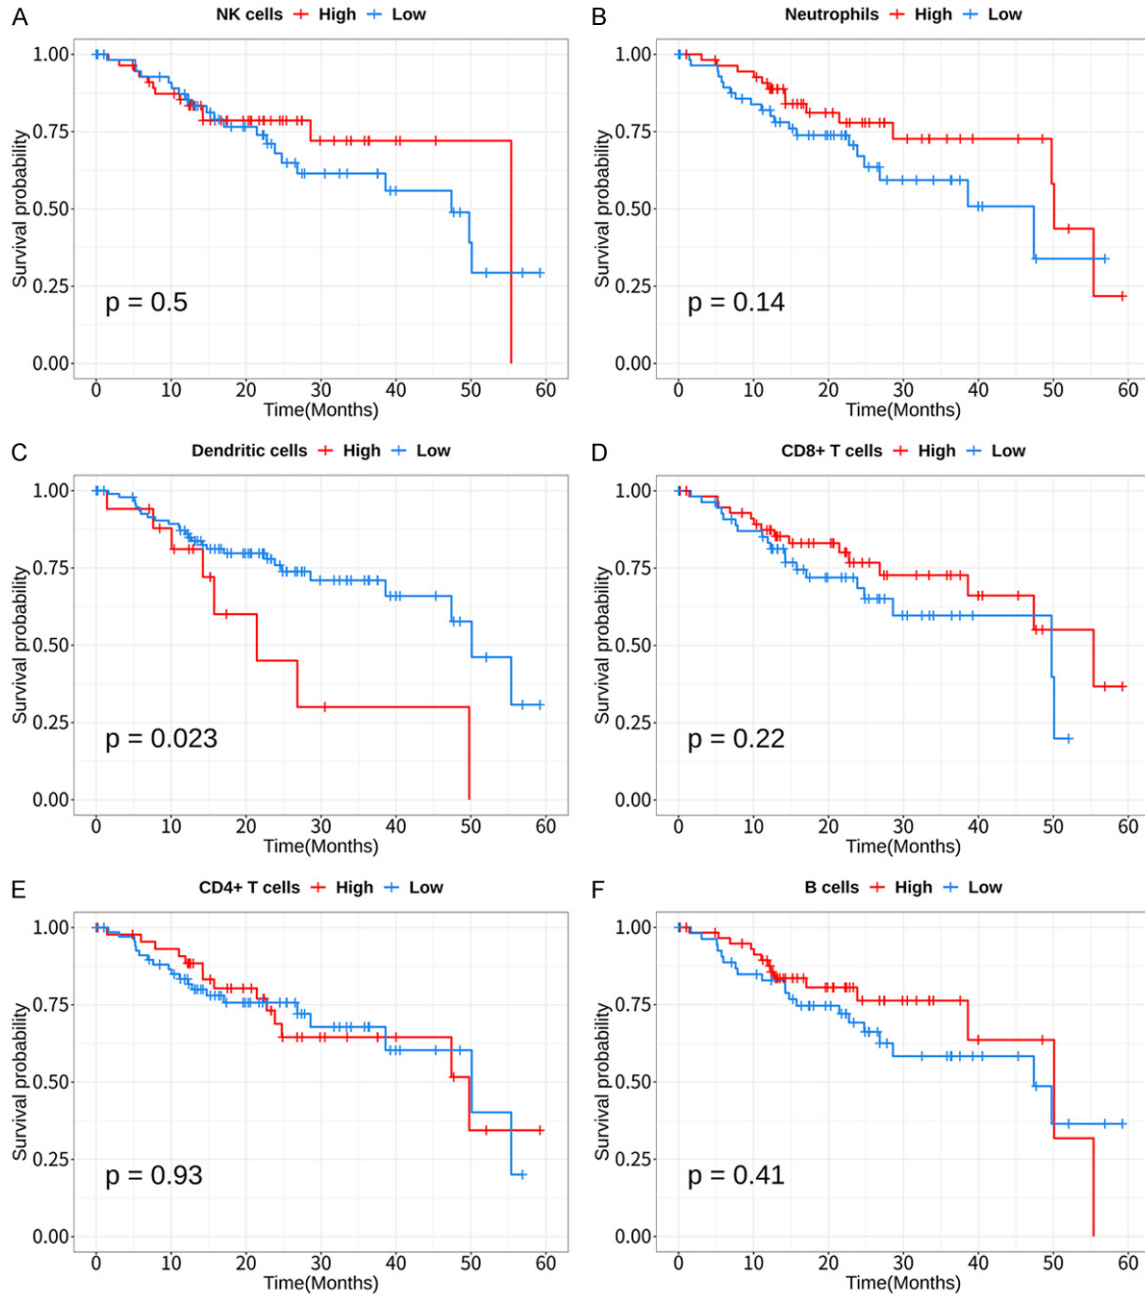 A NK cells High Low
1.00
0.75
0.50
0.25
0.00
Survival probability
p = 0.5
0 10 20 30 40 50 60
Time(Months)
B Neutrophils High Low
1.00
0.75
0.50
0.25
0.00
Survival probability
p = 0.14
0 10 20 30 40 50 60
Time(Months)
C Dendritic cells High Low
1.00
0.75
0.50
0.25
0.00
Survival probability
p = 0.023
0 10 20 30 40 50 60
Time(Months)
D CD8+ T cells High Low
1.00
0.75
0.50
0.25
0.00
Survival probability
p = 0.22
0 10 20 30 40 50 60
Time(Months)
E CD4+ T cells High Low
1.00
0.75
0.50
0.25
0.00
Survival probability
p = 0.93
0 10 20 30 40 50 60
Time(Months)
F B cells High Low
1.00
0.75
0.50
0.25
0.00
Survival probability
p = 0.41
0 10 20 30 40 50 60
Time(Months)